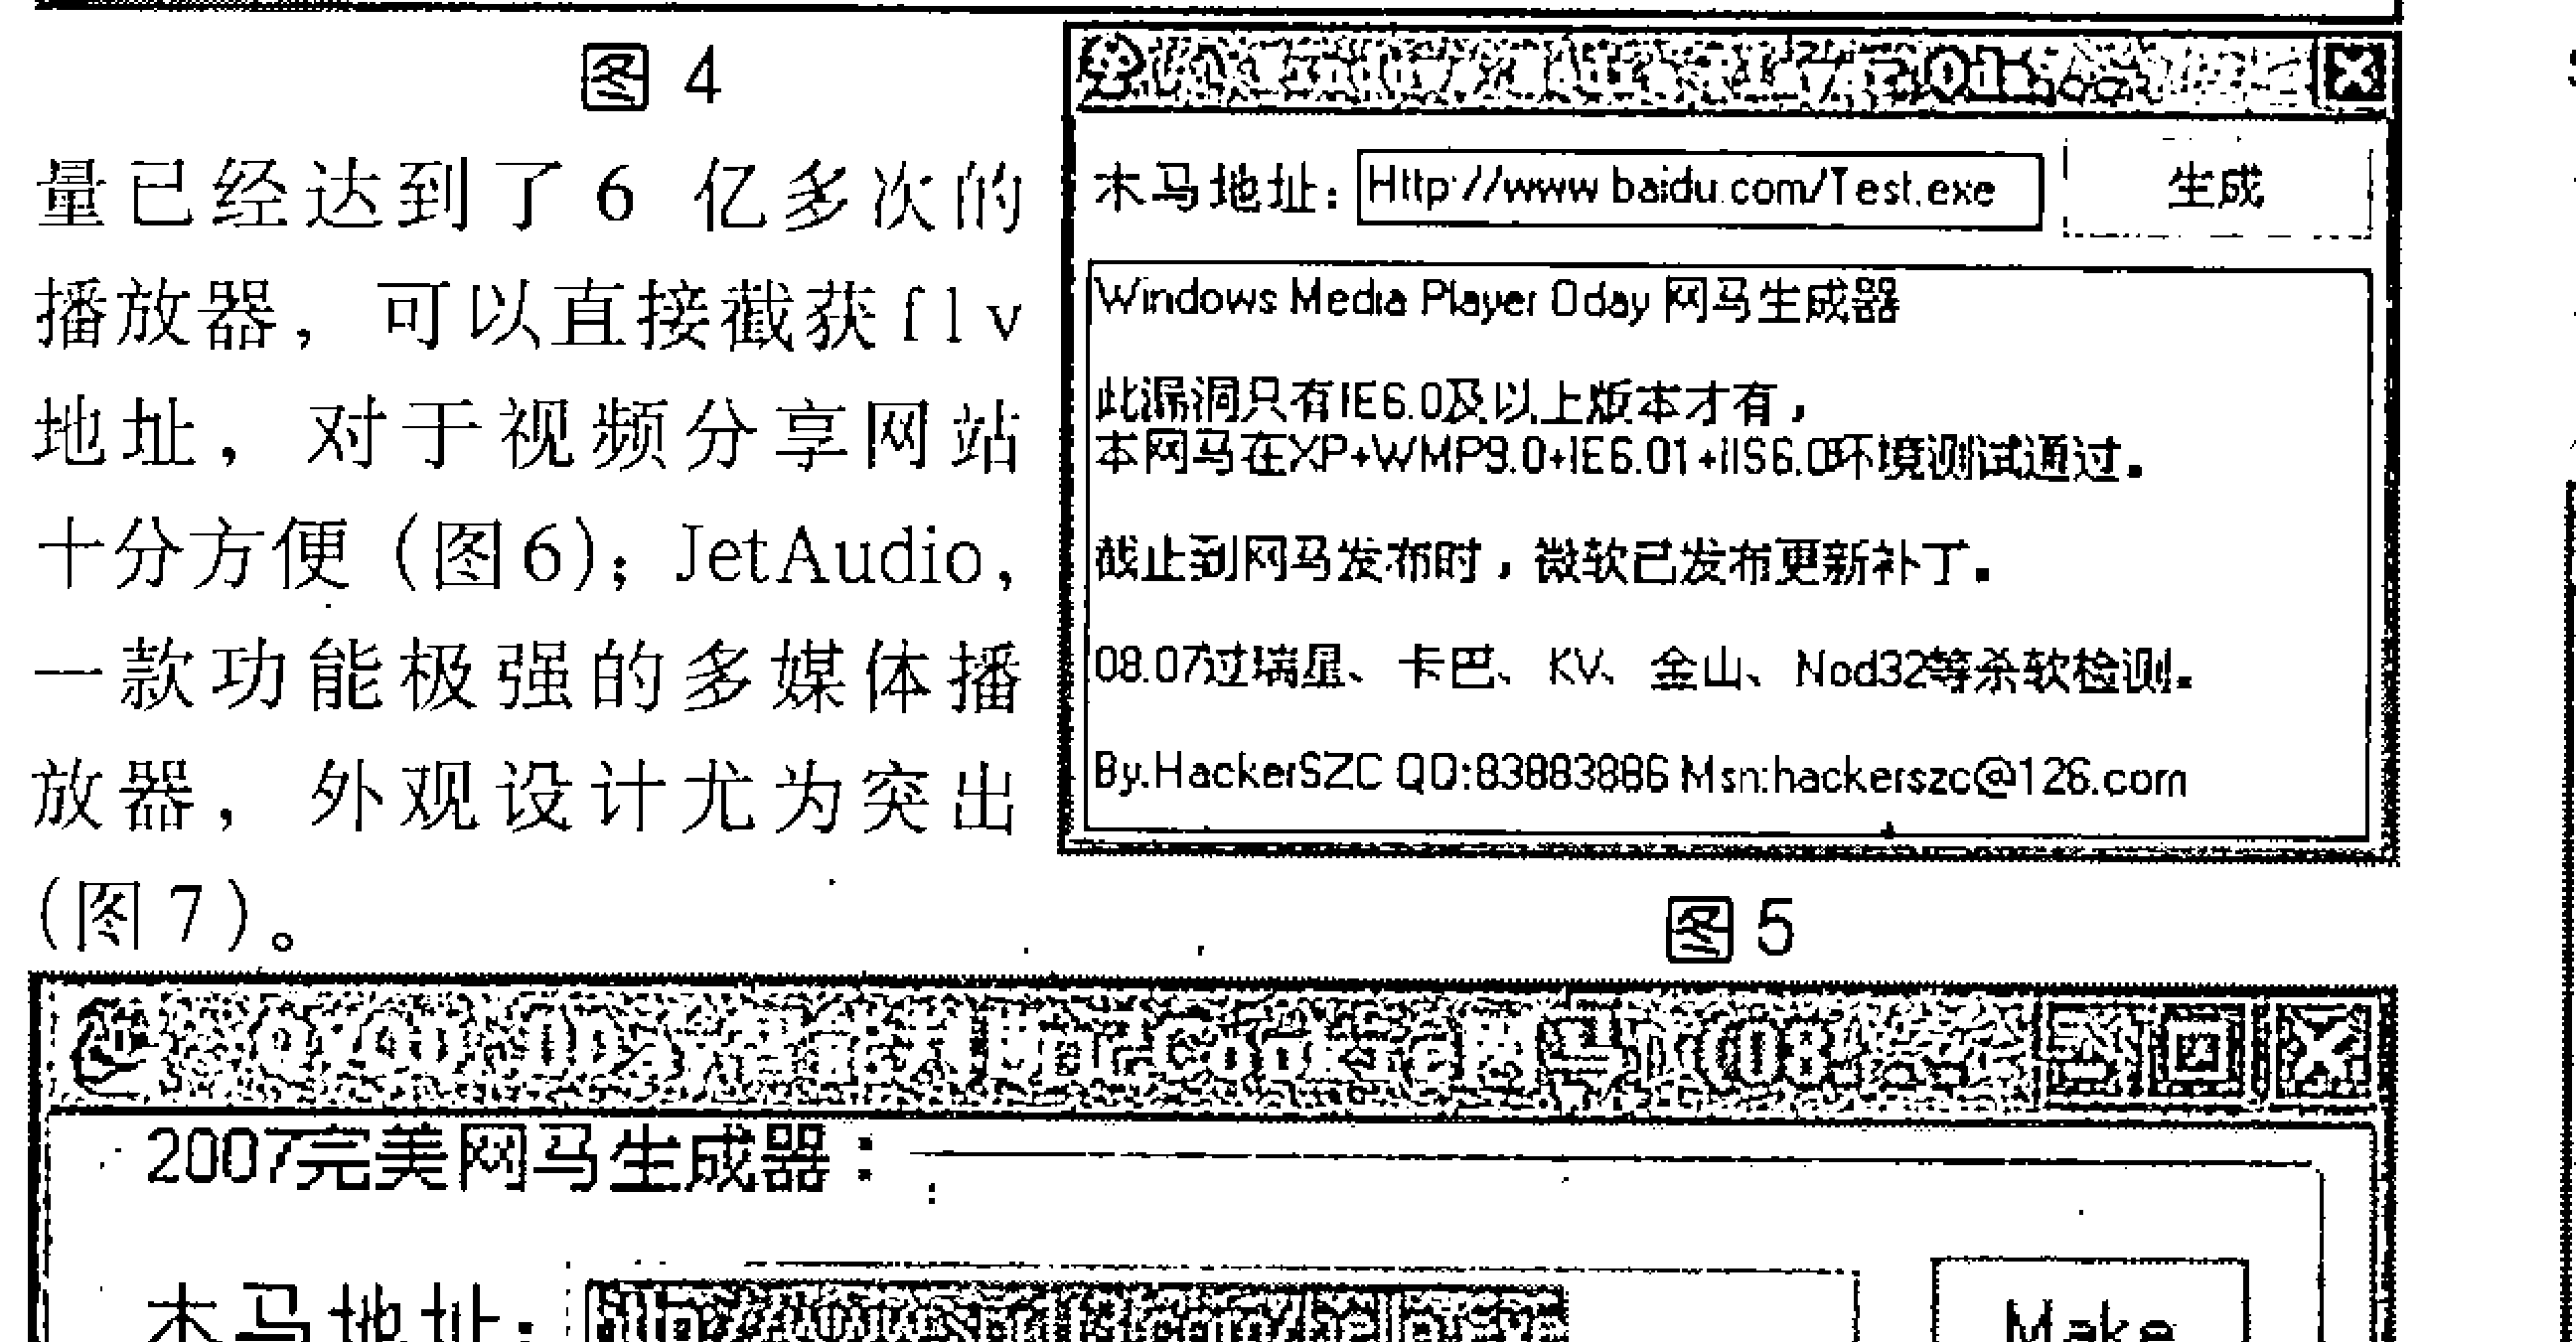 图 4
量已经达到了 6 亿多次的
播放器，可以直接截获flv
地址，对于视频分享网站
十分方便（图6）；JetAudio，
一款功能极强的多媒体播
放器，外观设计尤为突出
（图 7）。
木马地址：Http://www.baidu.com/Test.exe 生成
Windows Media Player 0day 网马生成器
此漏洞只有IE6.0及以上版本才有，
本网马在XP+WMP9.0+IE6.01+IIS6.0环境测试通过。
截止到网马发布时，微软已发布更新补丁。
08.07过瑞星、卡巴、KV、金山、Nod32等杀软检测。
By.HackerSZC QQ:83883886 Msn:hackerszc@126.com
图 5
2007完美网马生成器：
木马地址：
Make